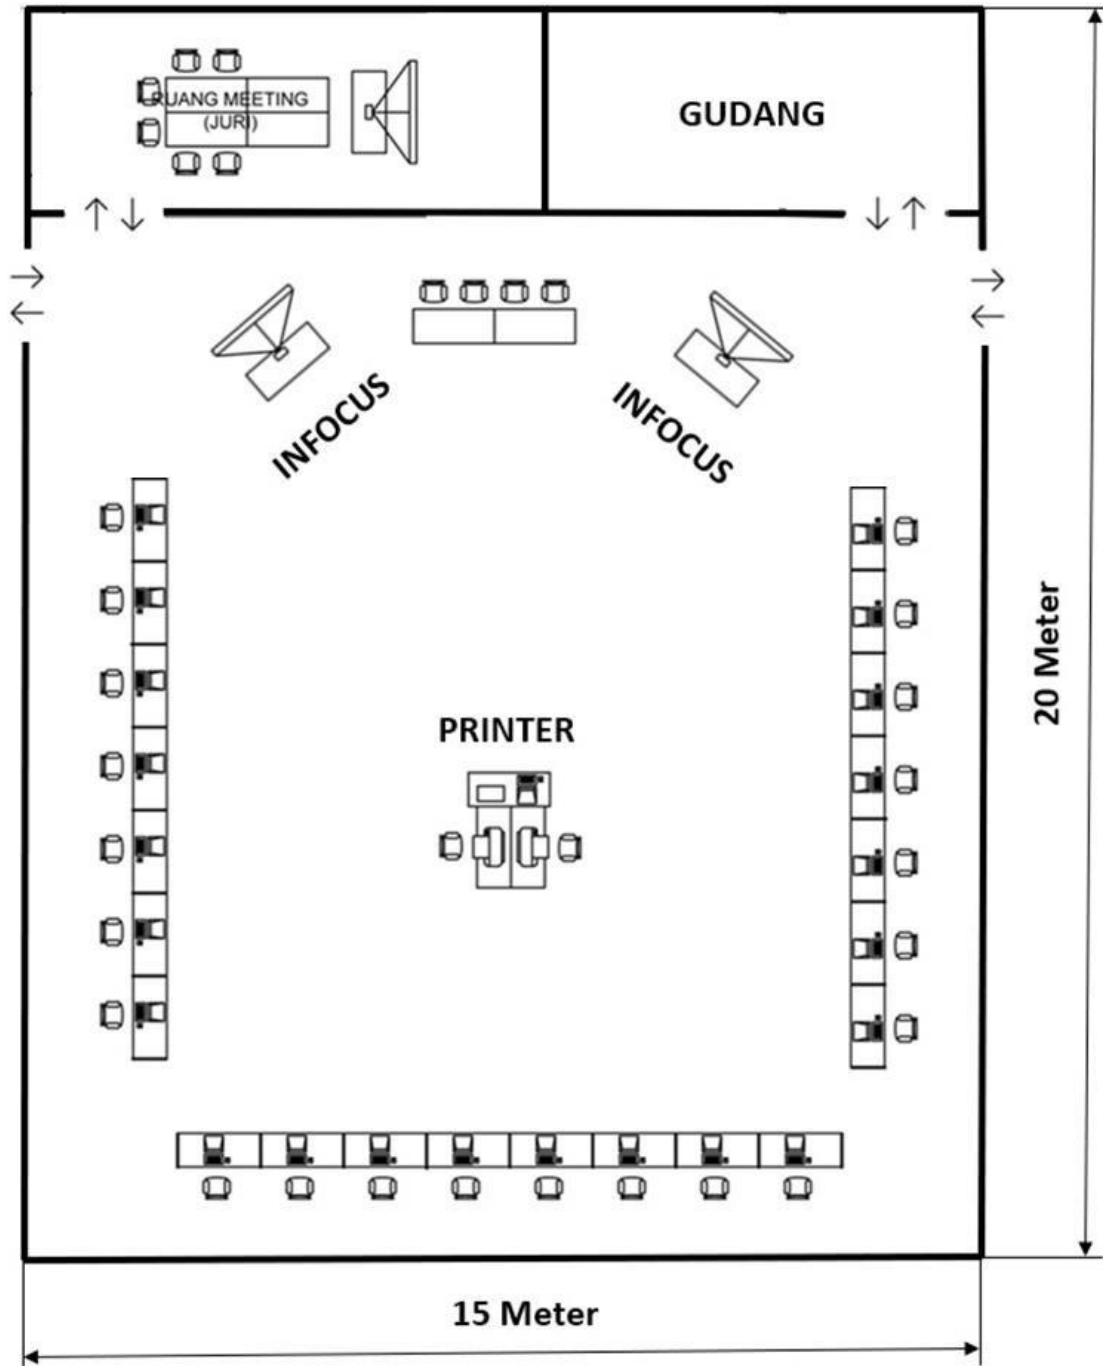 RUANG MEETING
(JURI)
GUDANG
INFOCUS
INFOCUS
PRINTER
20 Meter
15 Meter